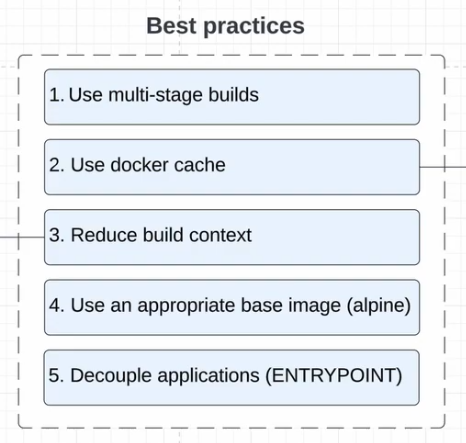 Best practices
1. Use multi-stage builds
2. Use docker cache
3. Reduce build context
4. Use an appropriate base image (alpine)
5. Decouple applications (ENTRYPOINT)